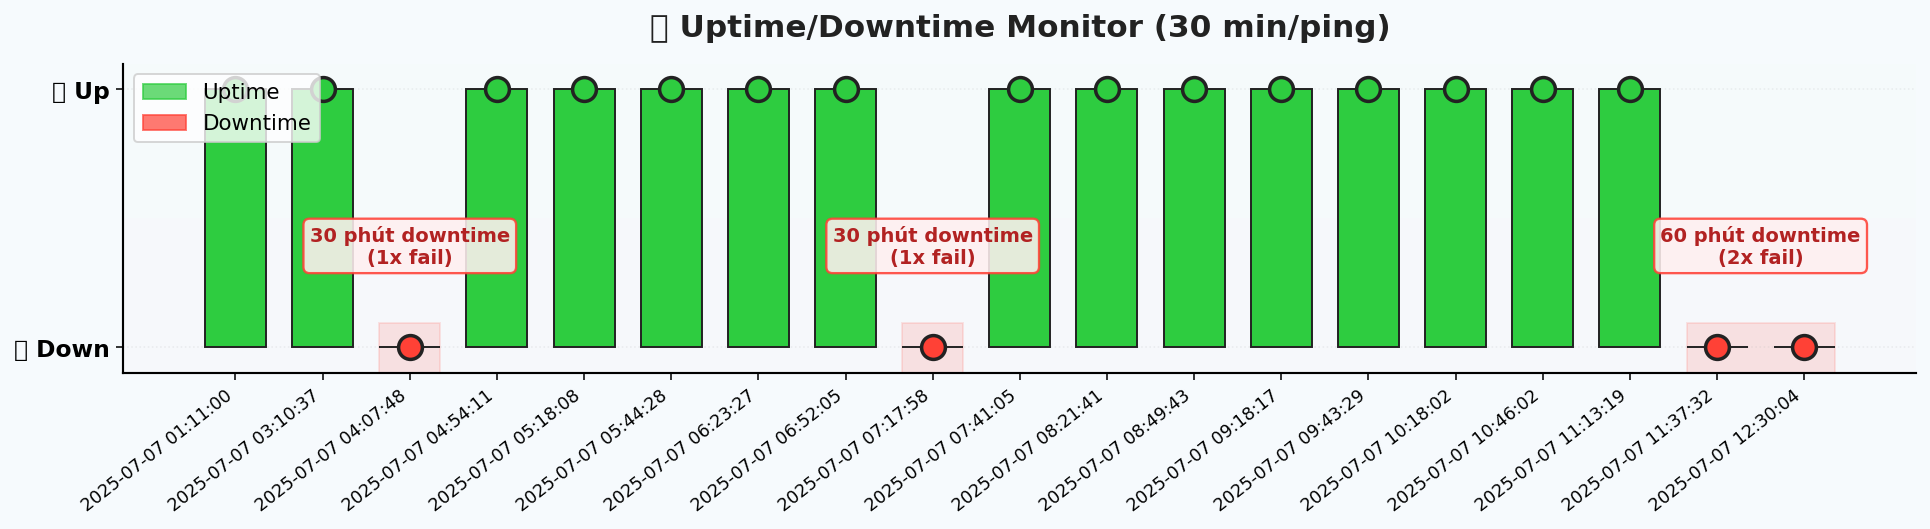 Uptime/Downtime Monitor (30 min/ping)
Up
Uptime
Downtime
30 phút downtime
(1x fail)
30 phút downtime
(1x fail)
60 phút downtime
(2x fail)
Down
2025-07-07 01:11:00
2025-07-07 03:10:37
2025-07-07 04:07:48
2025-07-07 04:54:11
2025-07-07 05:18:08
2025-07-07 05:44:28
2025-07-07 06:23:27
2025-07-07 06:52:05
2025-07-07 07:17:58
2025-07-07 07:41:05
2025-07-07 08:21:41
2025-07-07 08:49:43
2025-07-07 09:18:17
2025-07-07 09:43:29
2025-07-07 10:18:02
2025-07-07 10:46:02
2025-07-07 11:13:19
2025-07-07 11:37:32
2025-07-07 12:30:04